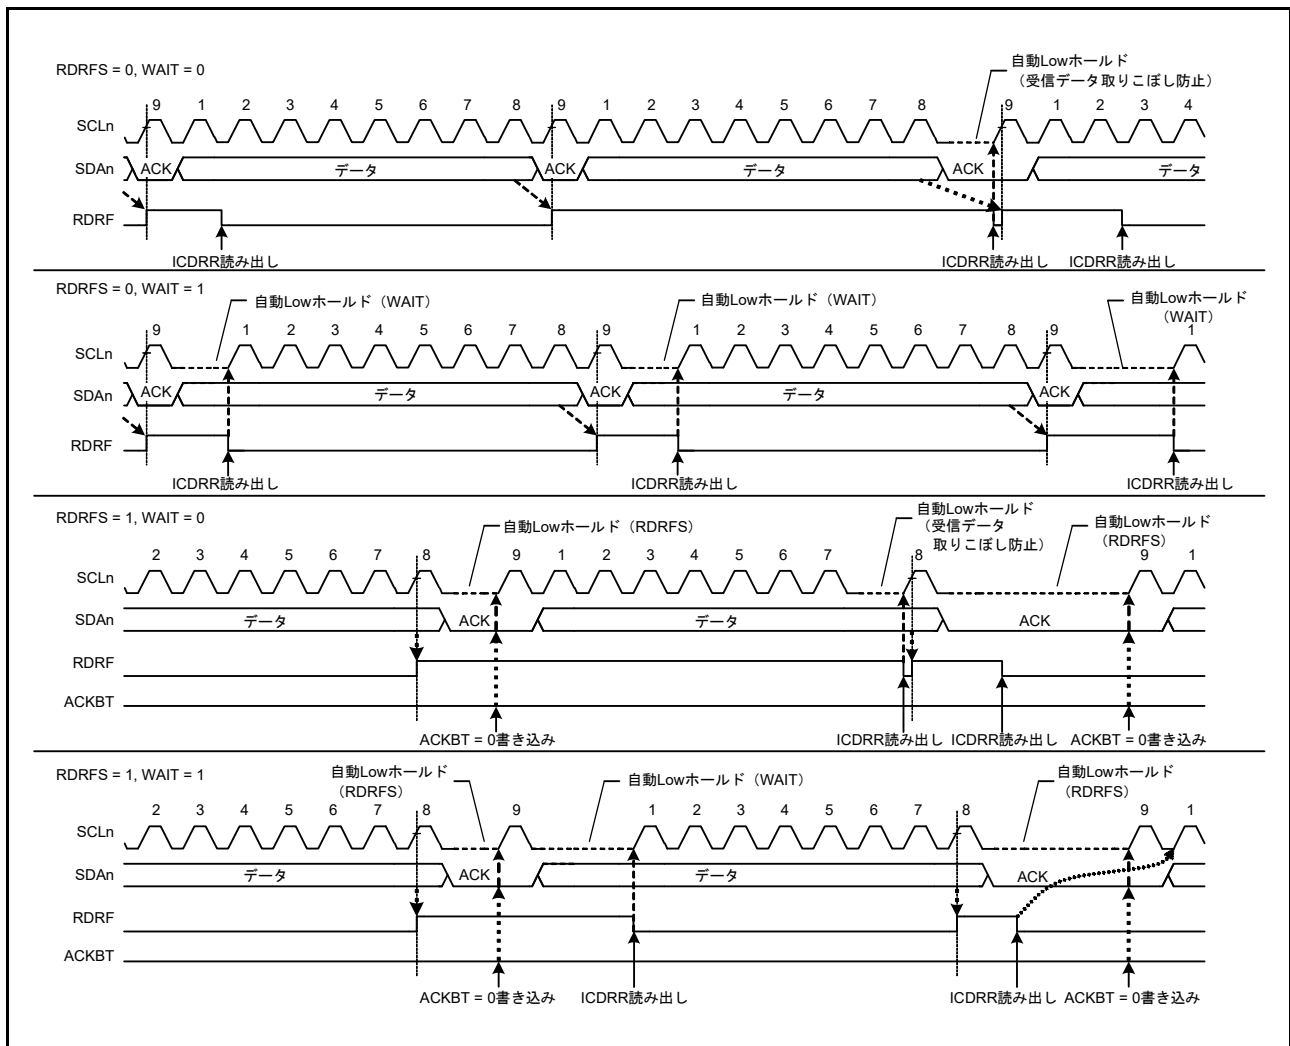 RDRFS = 0, WAIT = 0
自動Lowホールド
（受信データ取りこぼし防止）
9 1 2 3 4 5 6 7 8 9 1 2 3 4 5 6 7 8 9 1 2 3 4
SCLn
SDAn ACK データ ACK データ ACK データ
RDRF
ICDRR読み出し ICDRR読み出し ICDRR読み出し
RDRFS = 0, WAIT = 1
自動Lowホールド（WAIT） 自動Lowホールド（WAIT） 自動Lowホールド
（WAIT）
9 1 2 3 4 5 6 7 8 9 1 2 3 4 5 6 7 8 9 1
SCLn
SDAn ACK データ ACK データ ACK
RDRF
ICDRR読み出し ICDRR読み出し ICDRR読み出し
RDRFS = 1, WAIT = 0
自動Lowホールド（RDRFS） 自動Lowホールド
（受信データ
取りこぼし防止）
自動Lowホールド
（RDRFS）
2 3 4 5 6 7 8 9 1 2 3 4 5 6 7 8 9 1
SCLn
SDAn データ ACK データ ACK
RDRF
ACKBT
ACKBT = 0書き込み ICDRR読み出し ICDRR読み出し ACKBT = 0書き込み
RDRFS = 1, WAIT = 1
自動Lowホールド
（RDRFS）
自動Lowホールド（WAIT） 自動Lowホールド
（RDRFS）
2 3 4 5 6 7 8 9 1 2 3 4 5 6 7 8 9 1
SCLn
SDAn データ ACK データ ACK
RDRF
ACKBT
ACKBT = 0書き込み ICDRR読み出し ICDRR読み出し ACKBT = 0書き込み